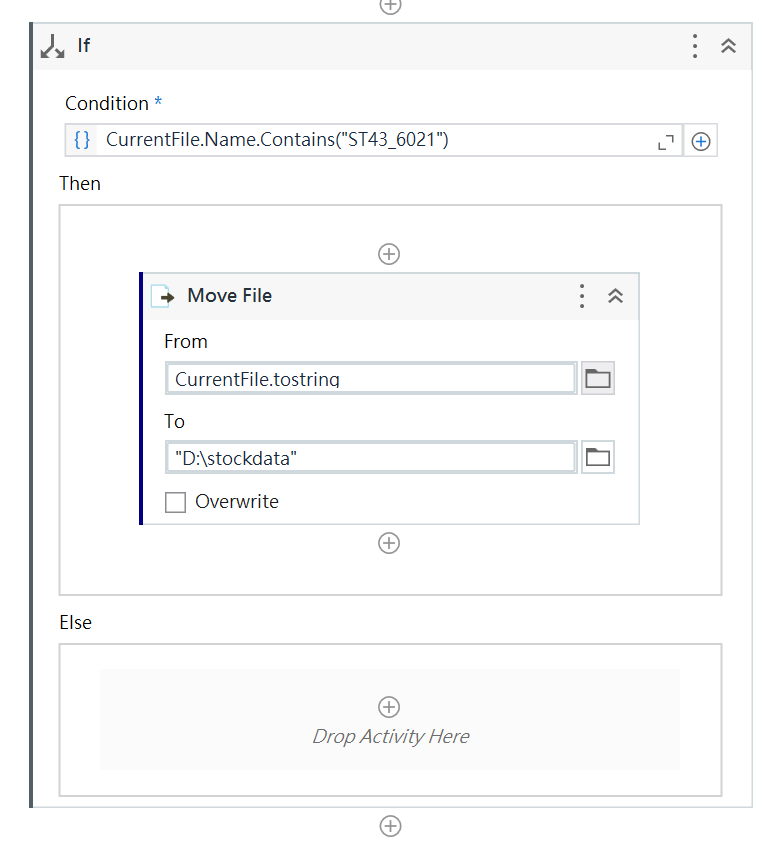 If
Condition *
{} CurrentFile.Name.Contains("ST43_6021")
Then
Move File
From
CurrentFile.tostring
To
"D:\stockdata"
Overwrite
Else
Drop Activity Here